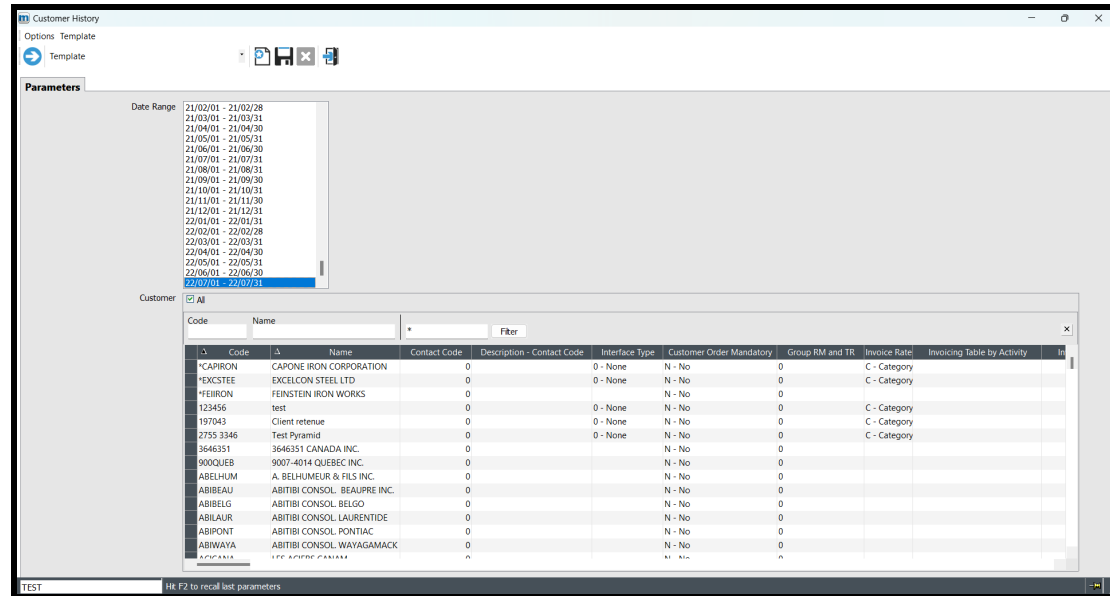 m Customer History
Options Template
Template
Parameters
Date Range
21/02/01 - 21/02/28
21/03/01 - 21/03/31
21/04/01 - 21/04/30
21/05/01 - 21/05/31
21/06/01 - 21/06/30
21/07/01 - 21/07/31
21/08/01 - 21/08/31
21/09/01 - 21/09/30
21/10/01 - 21/10/31
21/11/01 - 21/11/30
21/12/01 - 21/12/31
22/01/01 - 22/01/31
22/02/01 - 22/02/28
22/03/01 - 22/03/31
22/04/01 - 22/04/30
22/05/01 - 22/05/31
22/06/01 - 22/06/30
22/07/01 - 22/07/31
Customer All
Code Name
* Filter
Code Name Contact Code Description - Contact Code Interface Type Customer Order Mandatory Group RM and TR Invoice Rate Invoicing Table by Activity In
*CAPIRON CAPONE IRON CORPORATION 0 0 - None N - No 0 C - Category
*EXCSTEE EXCELCON STEEL LTD 0 0 - None N - No 0 C - Category
*FEIIRON FEINSTEIN IRON WORKS 0 N - No 0
123456 test 0 0 - None N - No 0 C - Category
197043 Client retenue 0 0 - None N - No 0 C - Category
2755 3346 Test Pyramid 0 0 - None N - No 0 C - Category
3646351 3646351 CANADA INC. 0 N - No 0
900QUEB 9007-4014 QUEBEC INC. 0 N - No 0
ABELHUM A. BELHUMEUR & FILS INC. 0 N - No 0
ABIBEAU ABITIBI CONSOL. BEAUPRE INC. 0 N - No 0
ABIBELG ABITIBI CONSOL. BELGO 0 N - No 0
ABILAUR ABITIBI CONSOL. LAURENTIDE 0 N - No 0
ABIPONT ABITIBI CONSOL. PONTIAC 0 N - No 0
ABIWAYA ABITIBI CONSOL. WAYAGAMACK 0 N - No 0
ACICANA LES ACIERS CANAM 0 N - No 0
TEST Hit F2 to recall last parameters